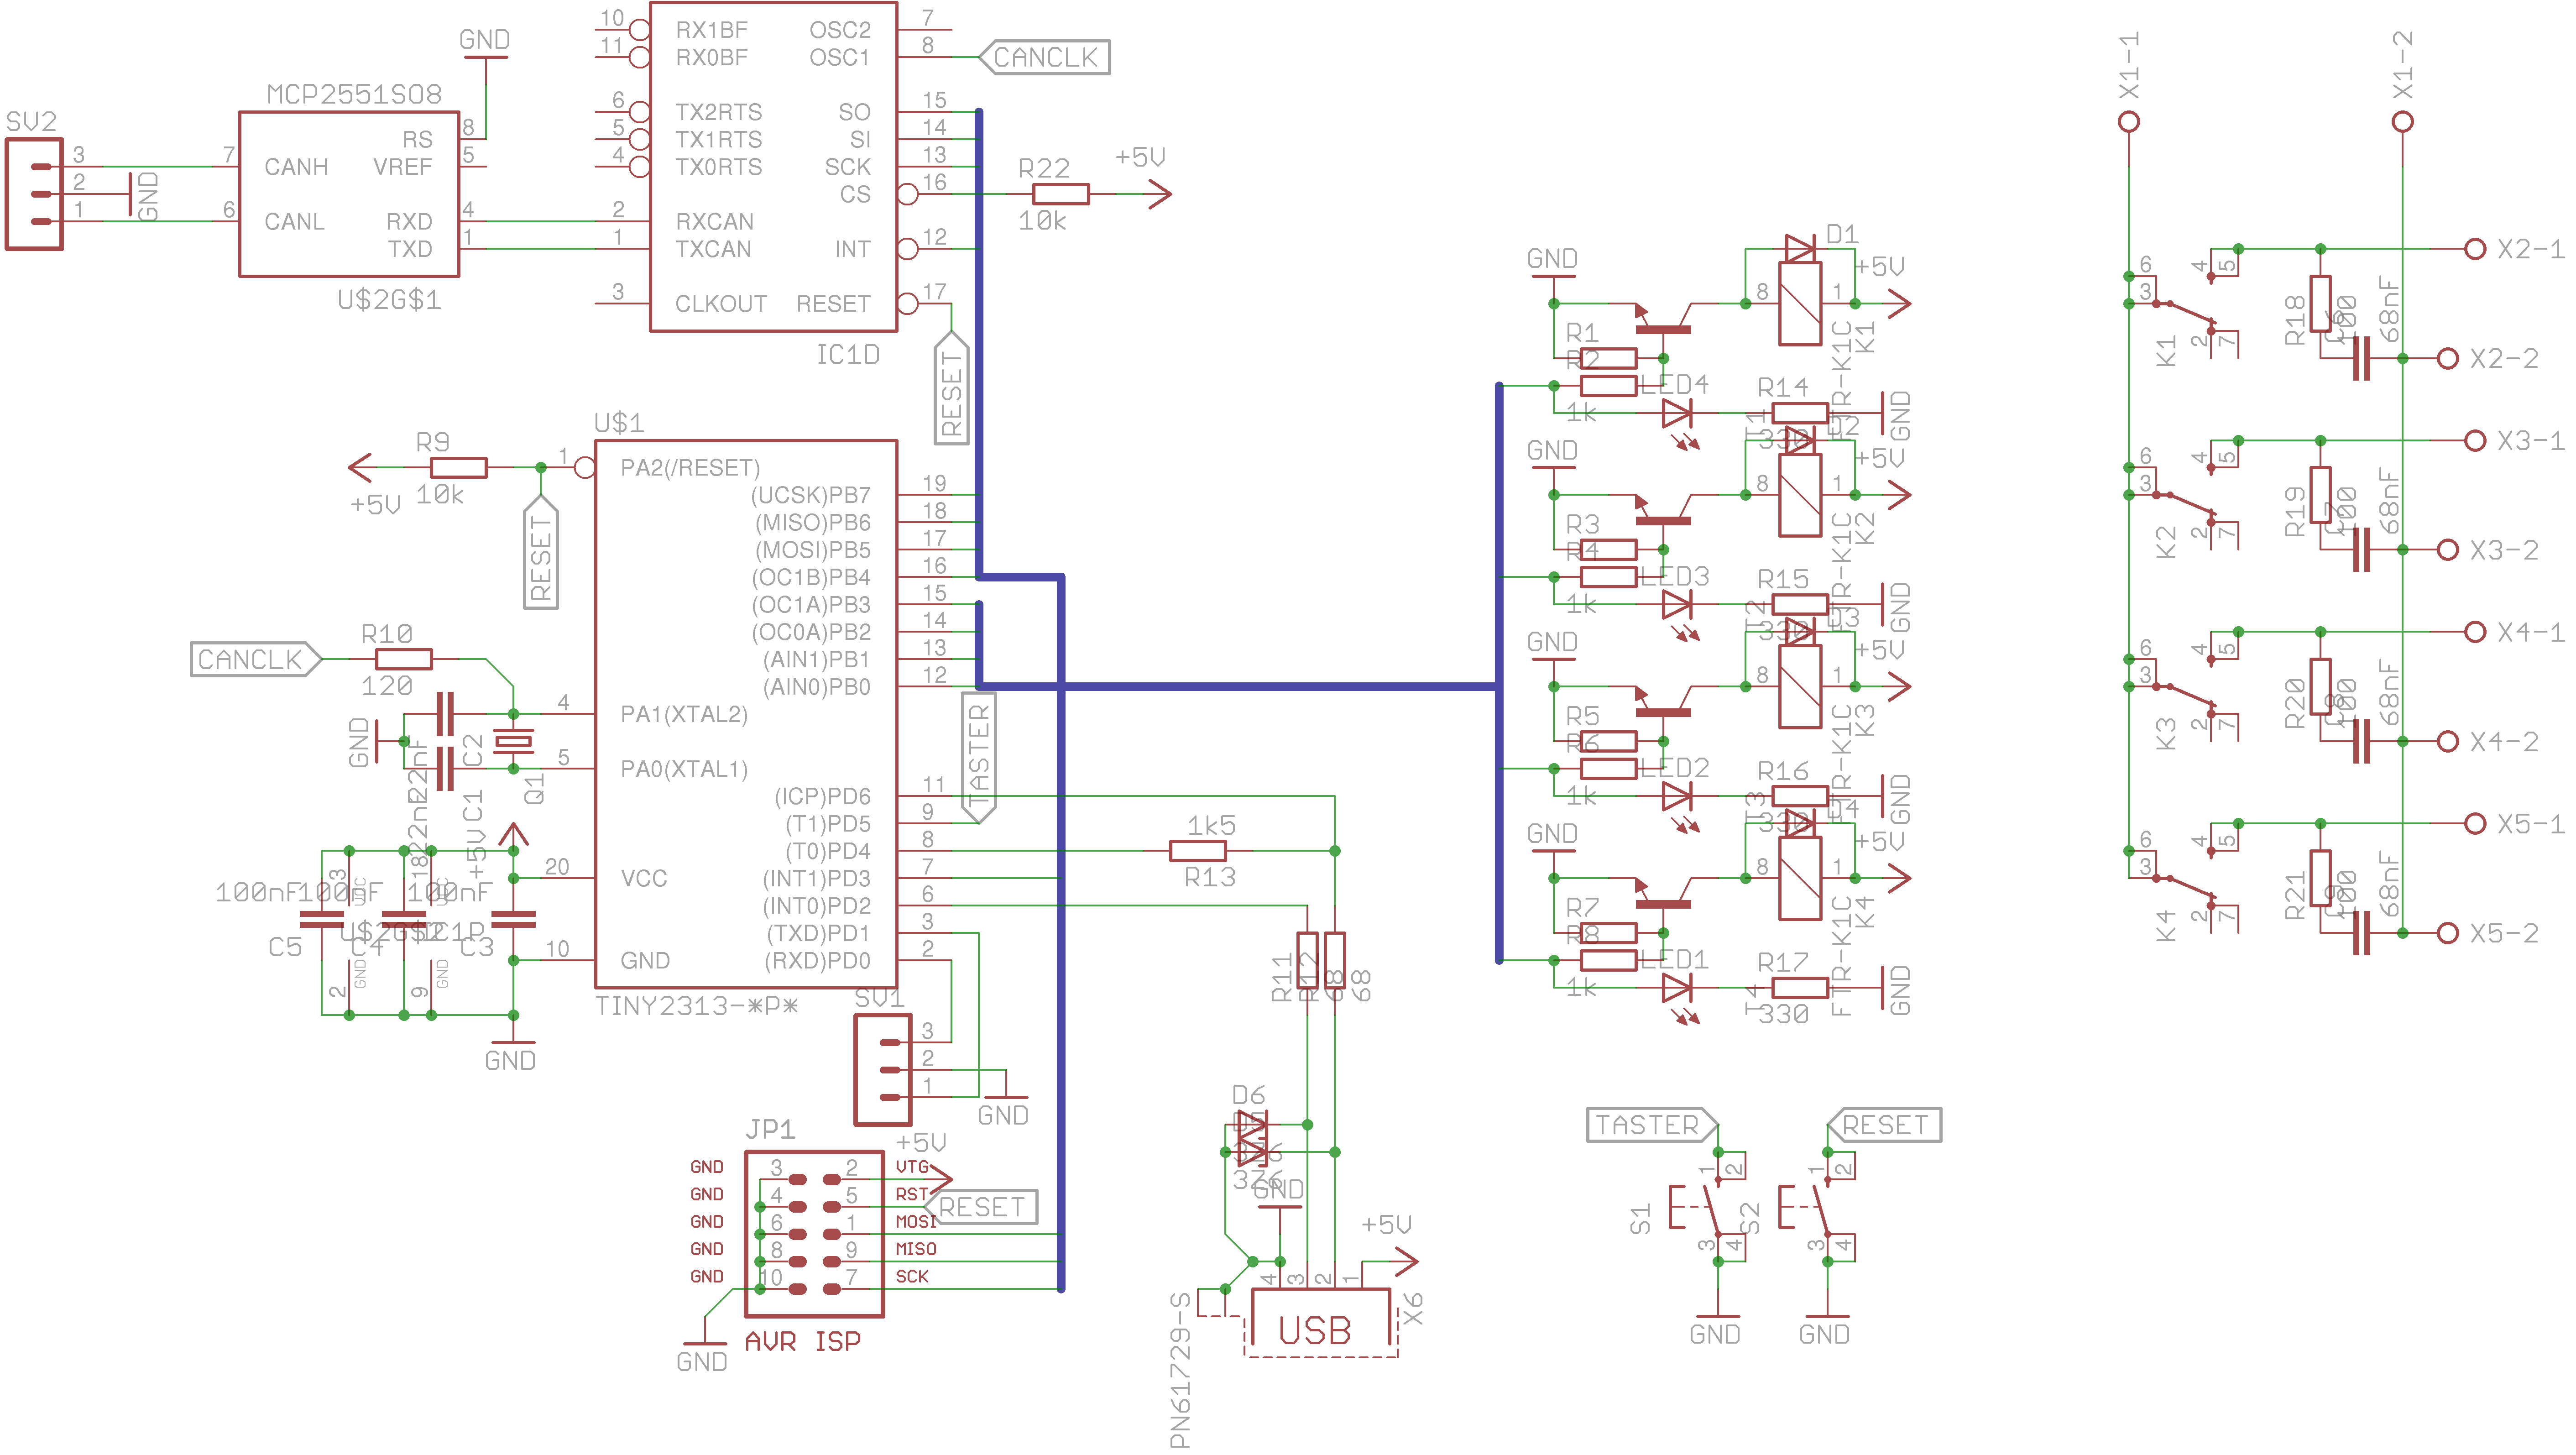 GND
MCP2551SO8
SV2
3
2
1
GND
7
6
CANH
CANL
RS
VREF
RXD
TXD
8
5
4
1
U$2G$1
10
11
6
5
4
2
1
3
RX1BF
RX0BF
TX2RTS
TX1RTS
TX0RTS
RXCAN
TXCAN
CLKOUT
OSC2
OSC1
SO
SI
SCK
CS
INT
RESET
7
8
15
14
13
16
12
17
IC1D
CANCLK
R22
10k
+5V
RESET
U$1
R9
10k
+5V
RESET
1
PA2(/RESET)
(UCSK)PB7
(MISO)PB6
(MOSI)PB5
(OC1B)PB4
(OC1A)PB3
(OC0A)PB2
(AIN1)PB1
(AIN0)PB0
19
18
17
16
15
14
13
12
CANCLK
R10
120
4
PA1(XTAL2)
5
PA0(XTAL1)
GND
C2
22nF
C1
22nF
Q1
+5V
20
VCC
10
GND
100nF
100nF
100nF
C5
U$2G$2
C4
IC1P
C3
3
18
2
9
GND
GND
GND
TASTER
(ICP)PD6
(T1)PD5
(T0)PD4
(INT1)PD3
(INT0)PD2
(TXD)PD1
(RXD)PD0
11
9
8
7
6
3
2
TINY2313-*P*
1k5
R13
R11
R12
68
68
SV1
3
2
1
GND
JP1
+5V
GND
3
2
VTG
GND
4
5
RST
RESET
GND
6
1
MOSI
GND
8
9
MISO
GND
10
7
SCK
GND
AVR ISP
D6
D5
3Z6
3Z6
GND
+5V
4
3
2
1
USB
X6
PN61729-S
GND
R1
R2
1k
LED4
R14
330
T1
GND
D1
+5V
8
1
FTR-K1C
K1
GND
R3
R4
1k
LED3
R15
330
T2
GND
D2
+5V
8
1
FTR-K1C
K2
GND
R5
R6
1k
LED2
R16
330
T3
GND
D3
+5V
8
1
FTR-K1C
K3
GND
R7
R8
1k
LED1
R17
330
T4
GND
D4
+5V
8
1
FTR-K1C
K4
TASTER
1
2
S1
3
4
GND
RESET
1
2
S2
3
4
GND
X1-1
X1-2
6
3
4
5
2
7
K1
R18
100
C6
68nF
X2-1
X2-2
6
3
4
5
2
7
K2
R19
100
C7
68nF
X3-1
X3-2
6
3
4
5
2
7
K3
R20
100
C8
68nF
X4-1
X4-2
6
3
4
5
2
7
K4
R21
100
C9
68nF
X5-1
X5-2